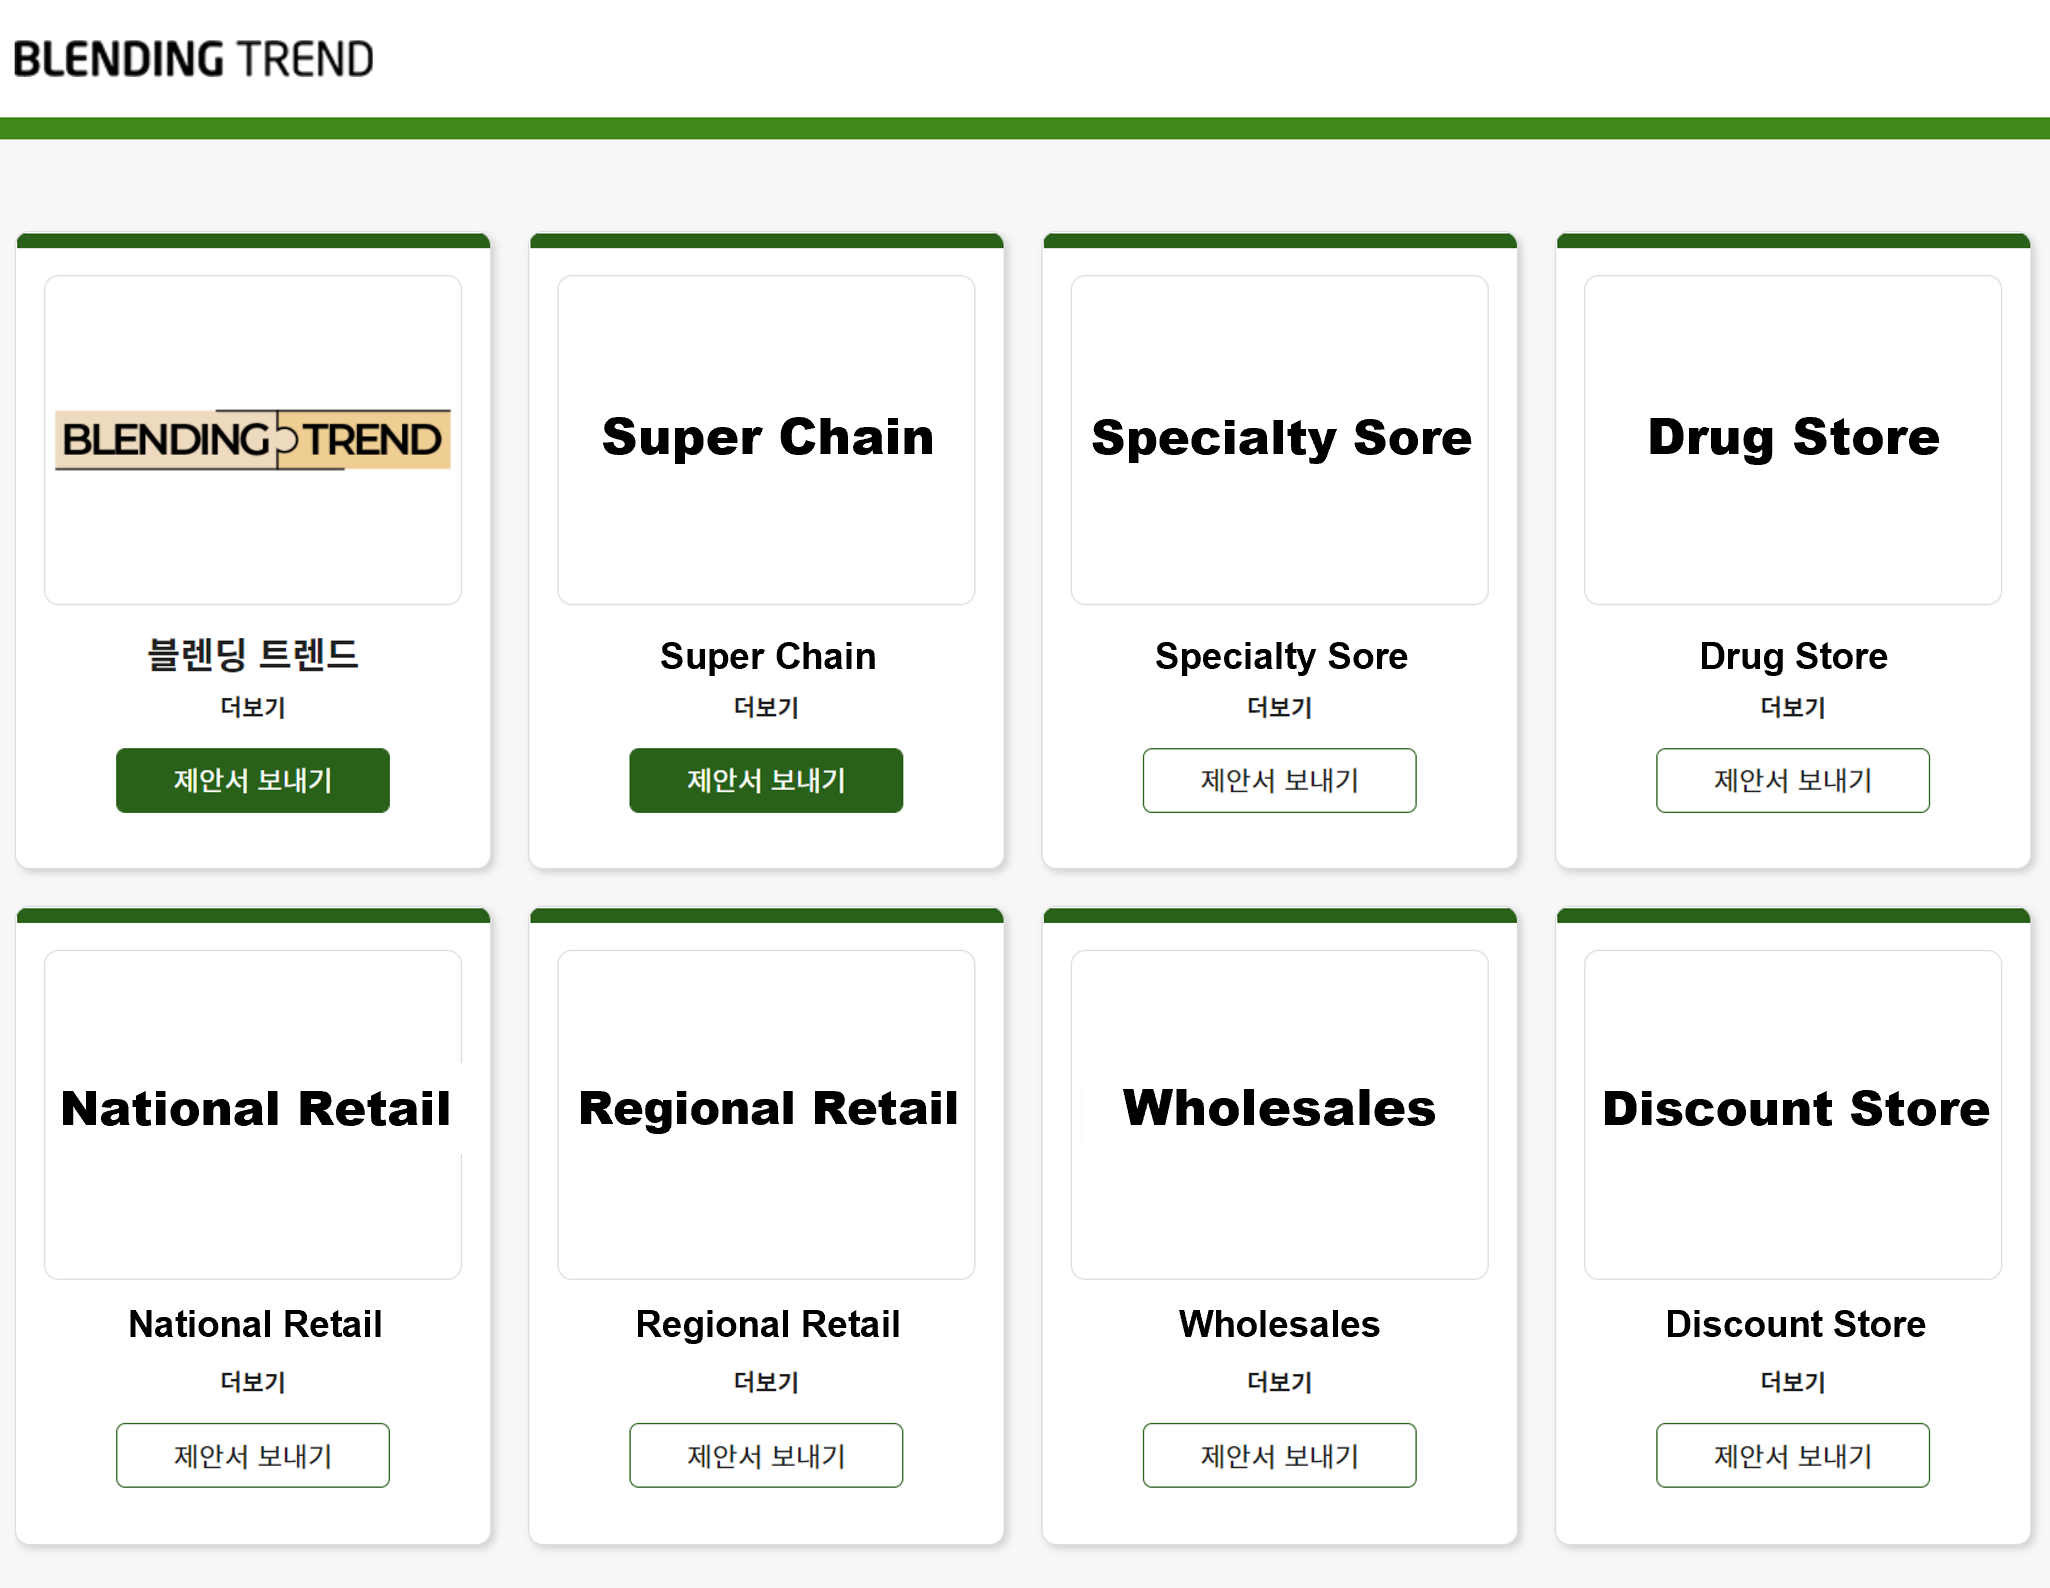 BLENDING TREND
BLENDING TREND
블렌딩 트렌드
더보기
제안서 보내기
Super Chain
Super Chain
더보기
제안서 보내기
Specialty Sore
Specialty Sore
더보기
제안서 보내기
Drug Store
Drug Store
더보기
제안서 보내기
National Retail
National Retail
더보기
제안서 보내기
Regional Retail
Regional Retail
더보기
제안서 보내기
Wholesales
Wholesales
더보기
제안서 보내기
Discount Store
Discount Store
더보기
제안서 보내기